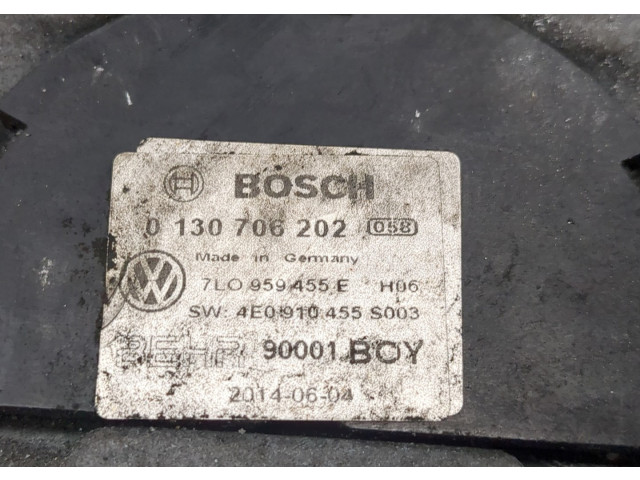 BOSCH
0 130 706 202 058
Made in Germany
VW 7L0 959 455 E H06
SW: 4E0 910 455 S003
BEHR 90001 BOY
2014-06-04